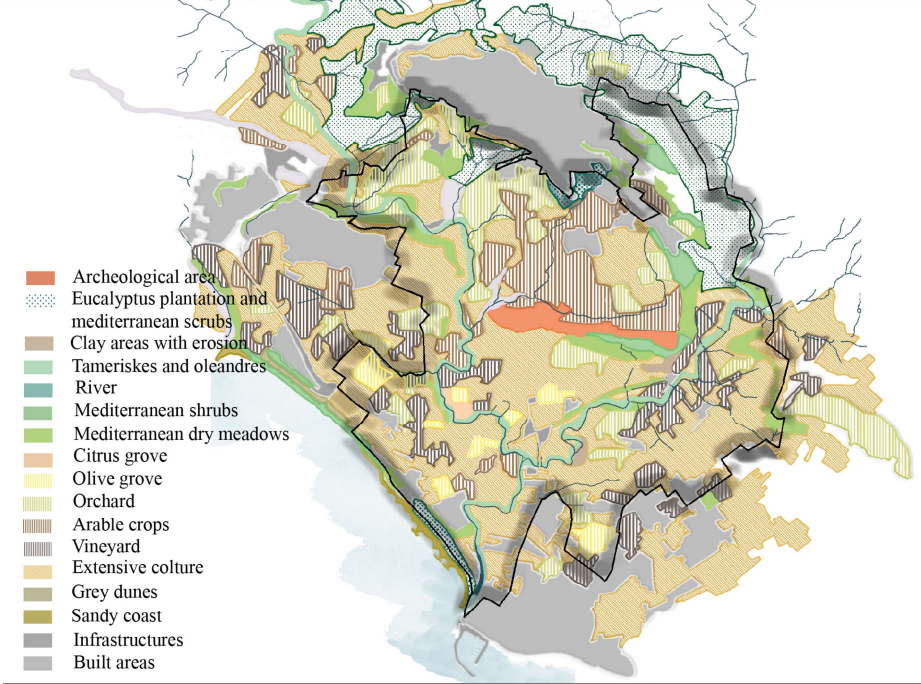 Archeological area
Eucalyptus plantation and
mediterranean scrubs
Clay areas with erosion
Tameriskes and oleandres
River
Mediterranean shrubs
Mediterranean dry meadows
Citrus grove
Olive grove
Orchard
Arable crops
Vineyard
Extensive colture
Grey dunes
Sandy coast
Infrastructures
Built areas